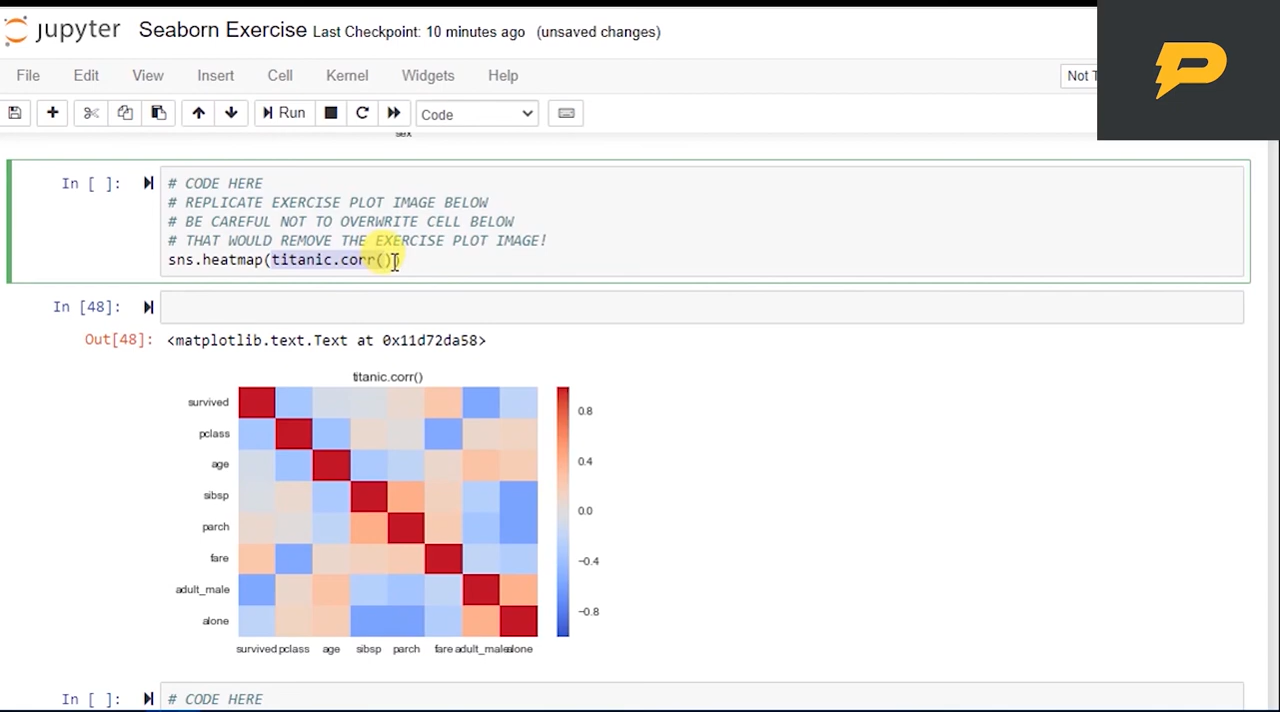 jupyter Seaborn Exercise Last Checkpoint: 10 minutes ago (unsaved changes)
File Edit View Insert Cell Kernel Widgets Help Not T
Run Code
sex
In [ ]: # CODE HERE
# REPLICATE EXERCISE PLOT IMAGE BELOW
# BE CAREFUL NOT TO OVERWRITE CELL BELOW
# THAT WOULD REMOVE THE EXERCISE PLOT IMAGE!
sns.heatmap(titanic.corr())
In [48]:
Out[48]: <matplotlib.text.Text at 0x11d72da58>
titanic.corr()
survived
pclass
age
sibsp
parch
fare
adult_male
alone
survived pclass age sibsp parch fare adult_male alone
0.8
0.4
0.0
−0.4
−0.8
In [ ]: # CODE HERE